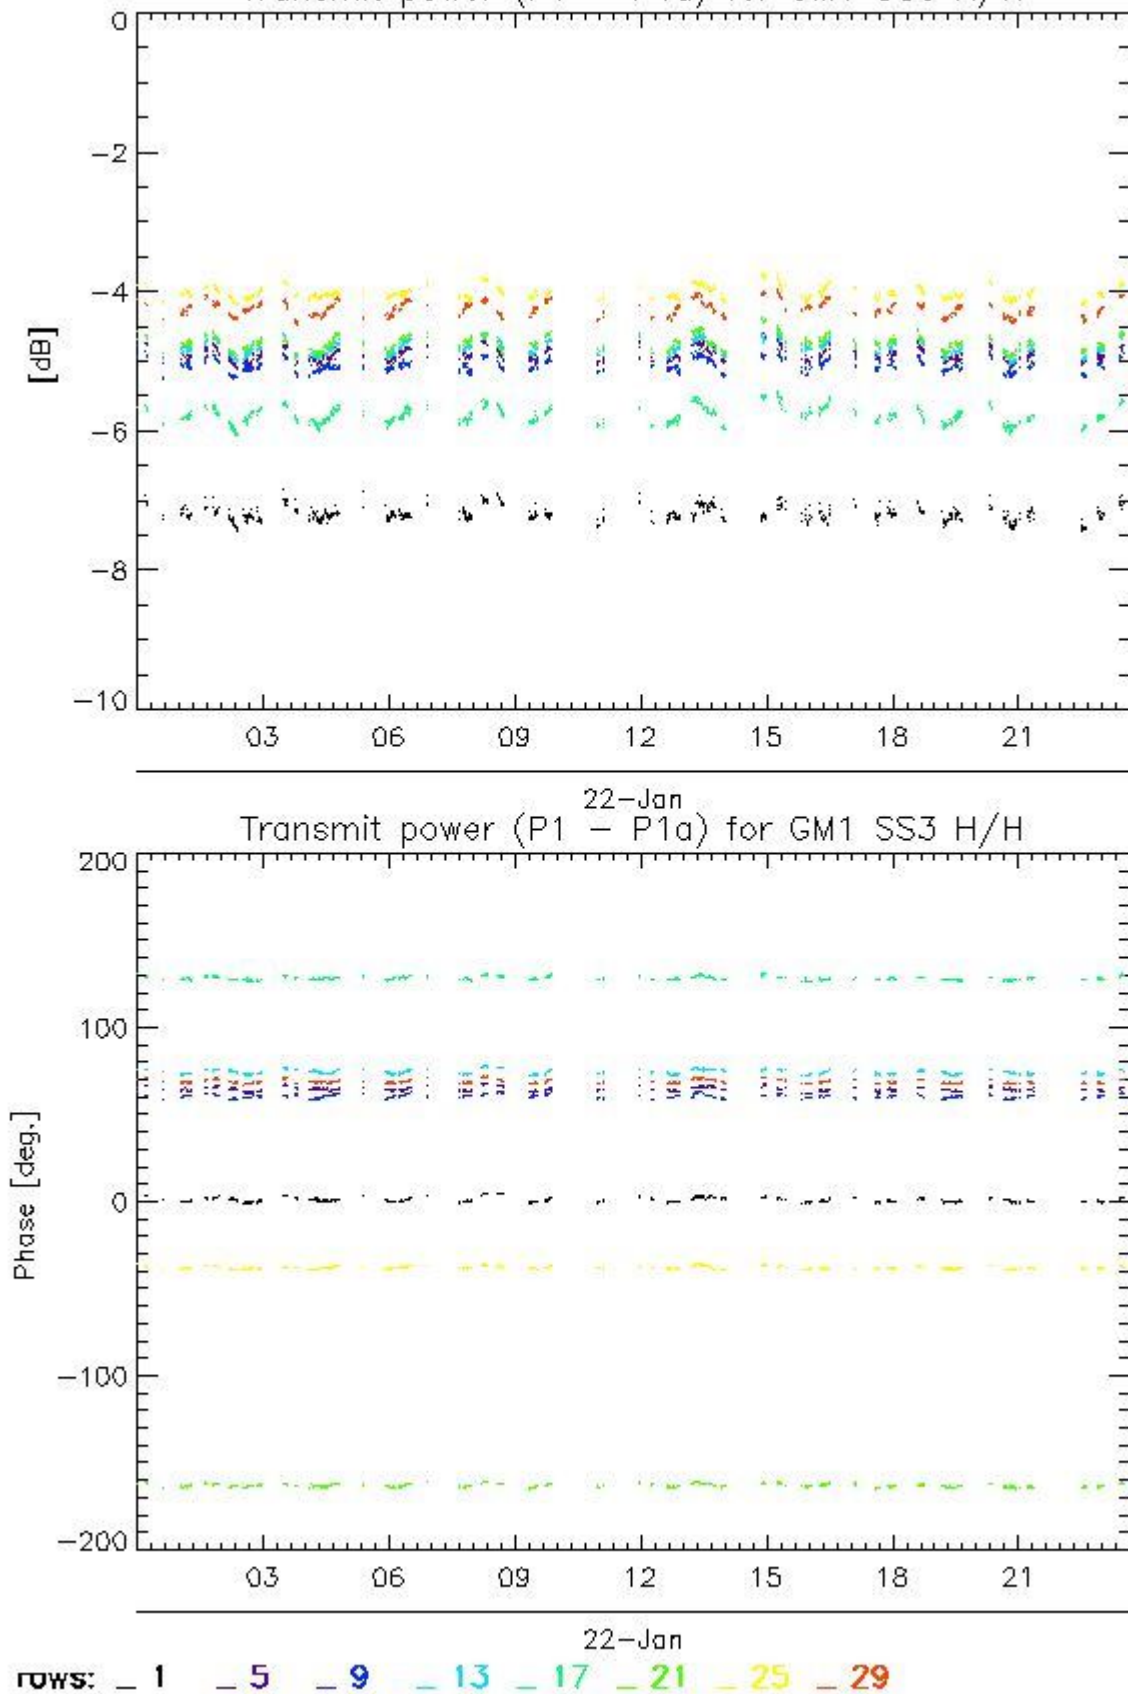 0
−2
−4
[dB]
−6
−8
−10
03 06 09 12 15 18 21
22−Jan
Transmit power (P1 − P1a) for GM1 SS3 H/H
200
100
Phase [deg.]
0
−100
−200
03 06 09 12 15 18 21
22−Jan
rows: _ 1 _ 5 _ 9 _ 13 _ 17 _ 21 _ 25 _ 29